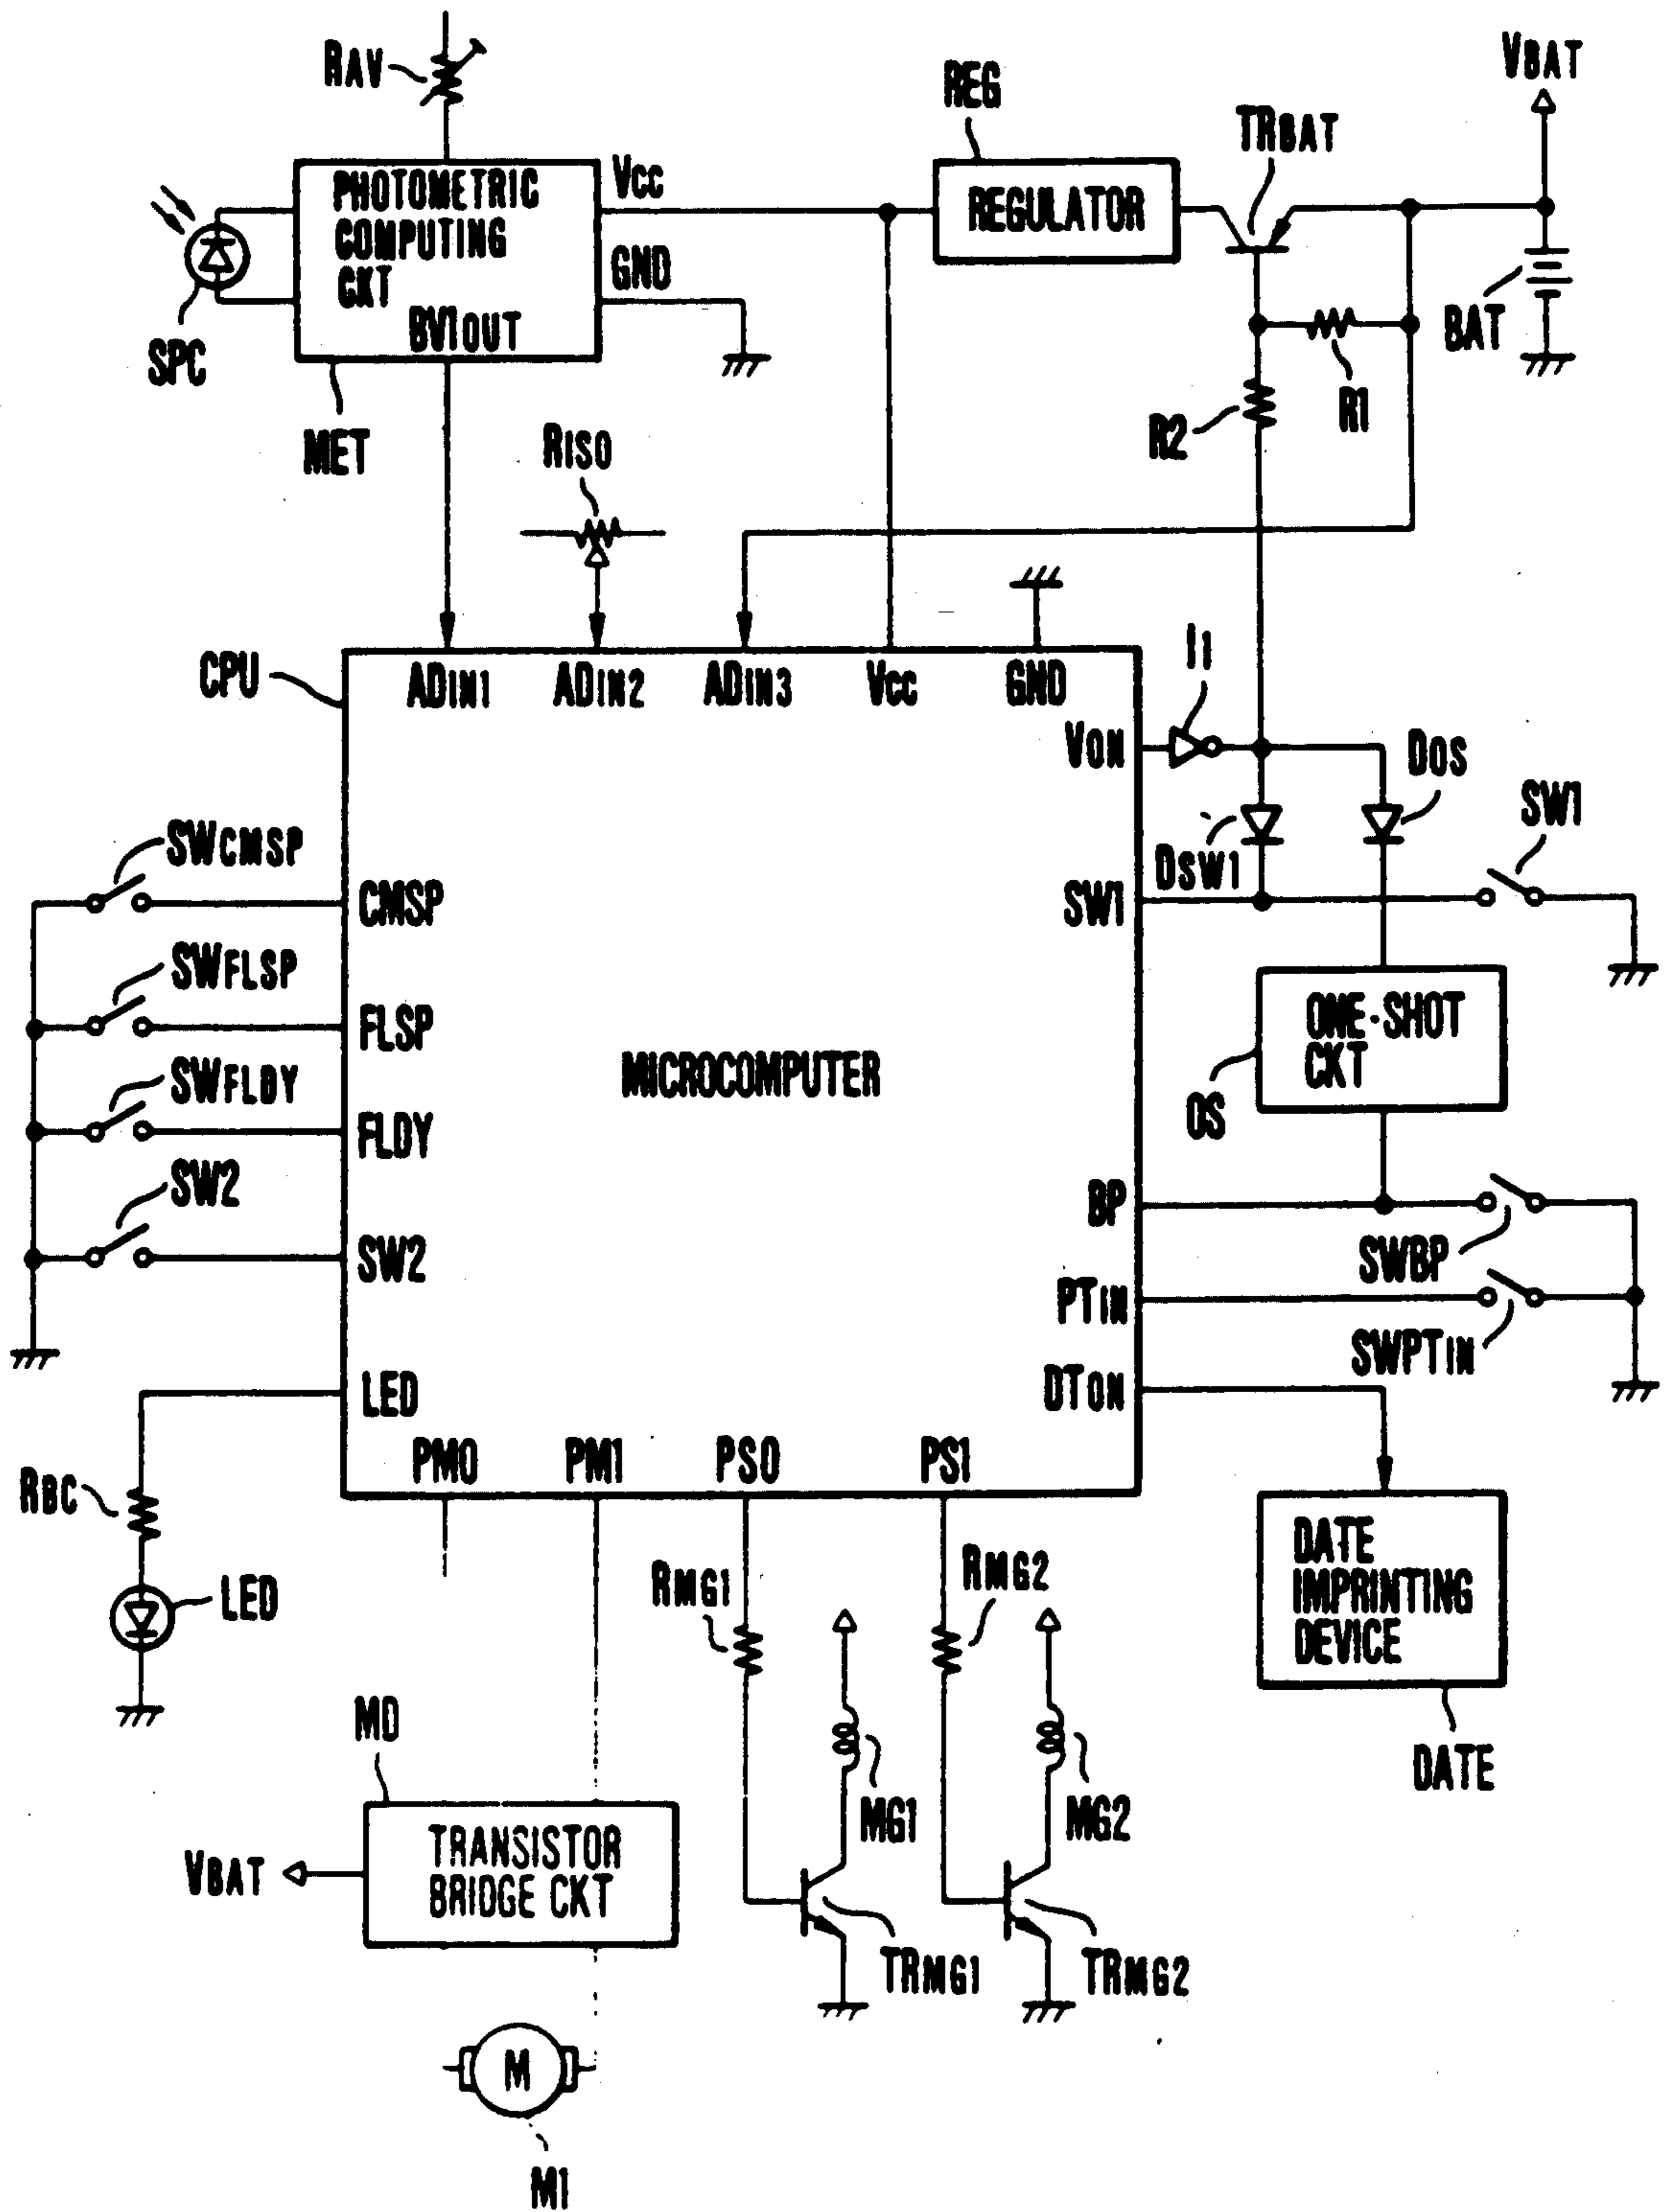 RAV
REG
VBAT
TRBAT
PHOTOMETRIC
COMPUTING
CKT
BV1OUT
VCC
GND
REGULATOR
SPC
MET
BAT
R1
R2
RISO
CPU
ADIN1
ADIN2
ADIN3
VCC
GND
I1
VON
DOS
SW1
DSW1
SWCMSP
CMSP
SW1
SWFLSP
FLSP
ONE-SHOT
CKT
MICROCOMPUTER
SWFLDY
FLDY
OS
SW2
SW2
BP
SWBP
PTIN
SWPTIN
LED
DTON
PM0
PM1
PS0
PS1
RBC
LED
RMG1
RMG2
DATE
IMPRINTING
DEVICE
MD
DATE
MG1
MG2
VBAT
TRANSISTOR
BRIDGE CKT
TRMG1
TRMG2
M
M1